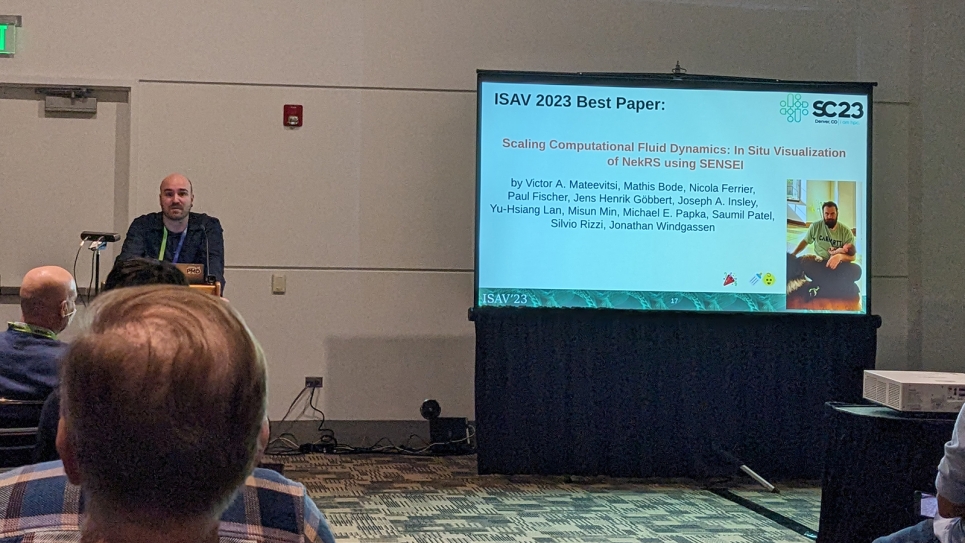 ISAV 2023 Best Paper:
SC23
Denver, CO
Scaling Computational Fluid Dynamics: In Situ Visualization
of NekRS using SENSEI
by Victor A. Mateevitsi, Mathis Bode, Nicola Ferrier,
Paul Fischer, Jens Henrik Göbbert, Joseph A. Insley,
Yu-Hsiang Lan, Misun Min, Michael E. Papka, Saumil Patel,
Silvio Rizzi, Jonathan Windgassen
ISAV'23
17